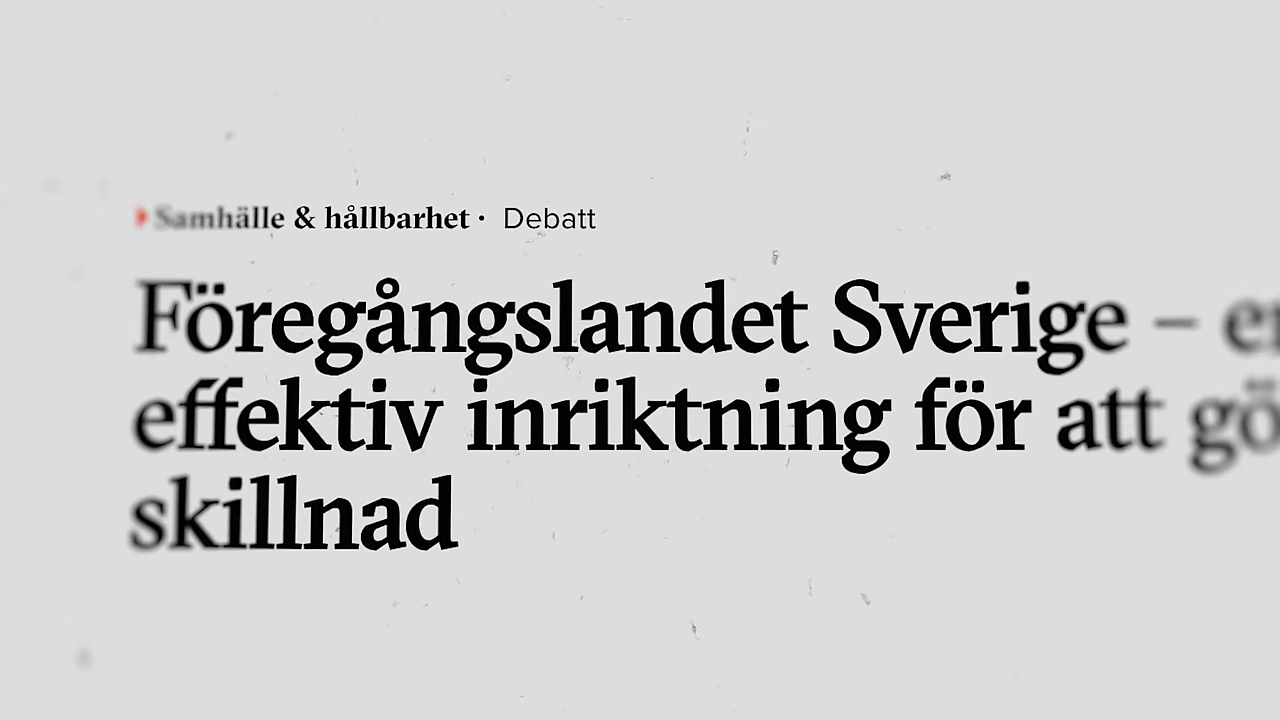 Samhälle & hållbarhet · Debatt
Föregångslandet Sverige –
effektiv inriktning för att
skillnad